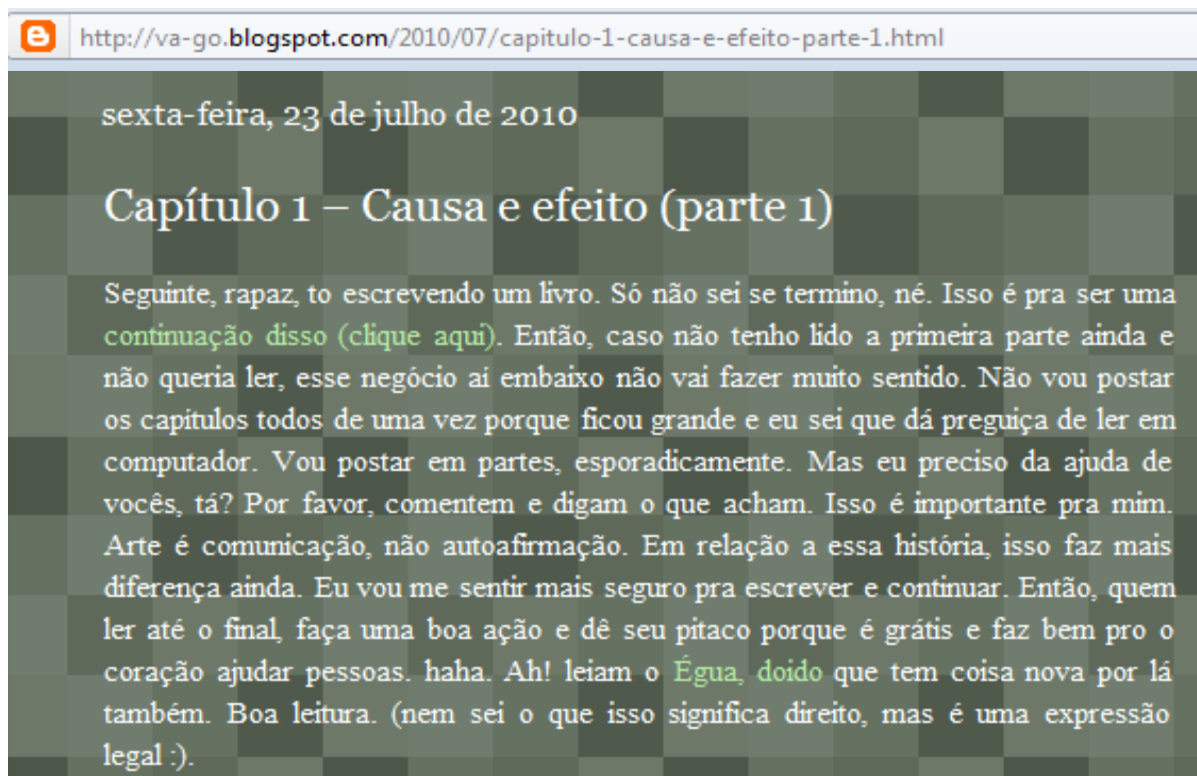 http://va-go.blogspot.com/2010/07/capitulo-1-causa-e-efeito-parte-1.html
sexta-feira, 23 de julho de 2010
Capítulo 1 – Causa e efeito (parte 1)
Seguinte, rapaz, to escrevendo um livro. Só não sei se termino, né. Isso é pra ser uma
continuação disso (clique aqui). Então, caso não tenho lido a primeira parte ainda e
não queria ler, esse negócio aí embaixo não vai fazer muito sentido. Não vou postar
os capítulos todos de uma vez porque ficou grande e eu sei que dá preguiça de ler em
computador. Vou postar em partes, esporadicamente. Mas eu preciso da ajuda de
vocês, tá? Por favor, comentem e digam o que acham. Isso é importante pra mim.
Arte é comunicação, não autoafirmação. Em relação a essa história, isso faz mais
diferença ainda. Eu vou me sentir mais seguro pra escrever e continuar. Então, quem
ler até o final, faça uma boa ação e dê seu pitaco porque é grátis e faz bem pro o
coração ajudar pessoas. haha. Ah! leiam o Égua, doido que tem coisa nova por lá
também. Boa leitura. (nem sei o que isso significa direito, mas é uma expressão
legal :).